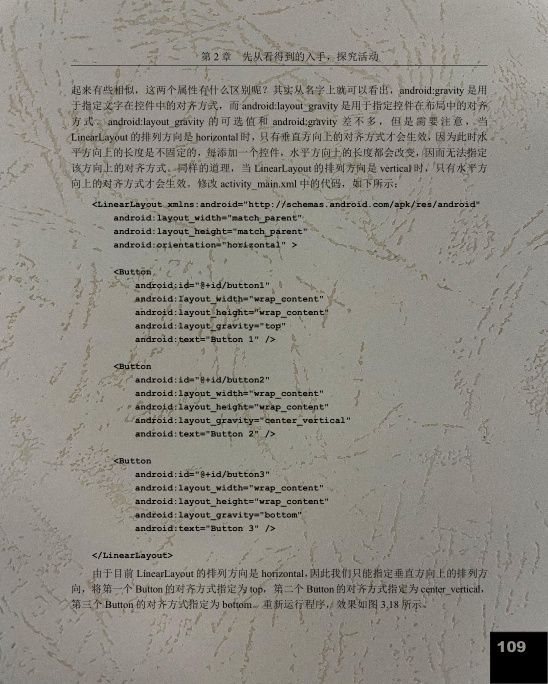 第 2 章 先从看得到的入手，探究活动
起来有些相似，这两个属性有什么区别呢？其实从名字上就可以看出，android:gravity 是用
于指定文字在控件中的对齐方式，而 android:layout_gravity 是用于指定控件在布局中的对齐
方式。android:layout_gravity 的可选值和 android:gravity 差不多，但是需要注意，当
LinearLayout 的排列方向是 horizontal 时，只有垂直方向上的对齐方式才会生效，因为此时水
平方向上的长度是不固定的，每添加一个控件，水平方向上的长度都会改变，因而无法指定
该方向上的对齐方式。同样的道理，当 LinearLayout 的排列方向是 vertical 时，只有水平方
向上的对齐方式才会生效。修改 activity_main.xml 中的代码，如下所示：
<LinearLayout xmlns:android="http://schemas.android.com/apk/res/android"
android:layout_width="match_parent"
android:layout_height="match_parent"
android:orientation="horizontal" >
<Button
android:id="@+id/button1"
android:layout_width="wrap_content"
android:layout_height="wrap_content"
android:layout_gravity="top"
android:text="Button 1" />
<Button
android:id="@+id/button2"
android:layout_width="wrap_content"
android:layout_height="wrap_content"
android:layout_gravity="center_vertical"
android:text="Button 2" />
<Button
android:id="@+id/button3"
android:layout_width="wrap_content"
android:layout_height="wrap_content"
android:layout_gravity="bottom"
android:text="Button 3" />
</LinearLayout>
由于目前 LinearLayout 的排列方向是 horizontal，因此我们只能指定垂直方向上的排列方
向，将第一个 Button 的对齐方式指定为 top，第二个 Button 的对齐方式指定为 center_vertical，
第三个 Button 的对齐方式指定为 bottom。重新运行程序，效果如图 3.18 所示。
109